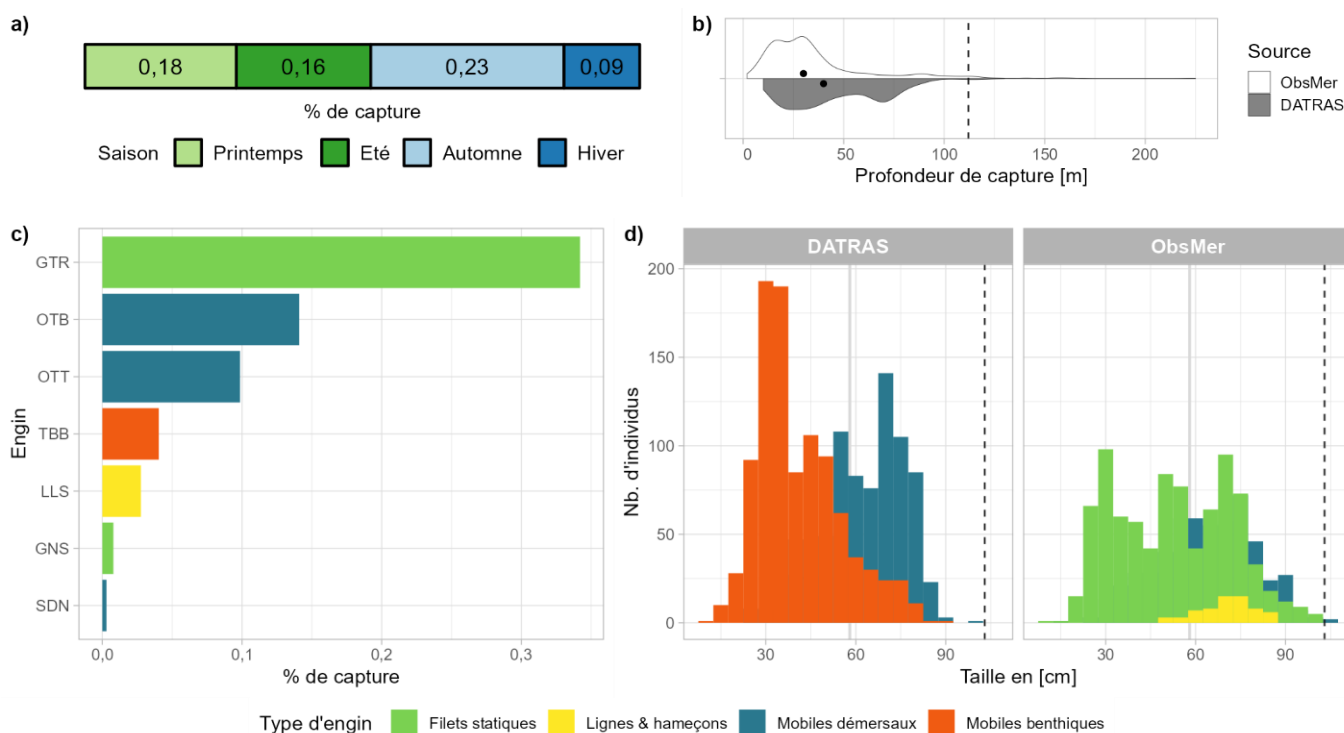 a)
0,18 0,16 0,23 0,09
% de capture
Saison Printemps Eté Automne Hiver
b)
0 50 100 150 200
Profondeur de capture [m]
Source
ObsMer
DATRAS
c)
Engin
GTR
OTB
OTT
TBB
LLS
GNS
SDN
0,0 0,1 0,2 0,3
% de capture
d)
DATRAS ObsMer
Nb. d'individus
200
150
100
50
0
30 60 90 30 60 90
Taille en [cm]
Type d'engin Filets statiques Lignes & hameçons Mobiles démersaux Mobiles benthiques